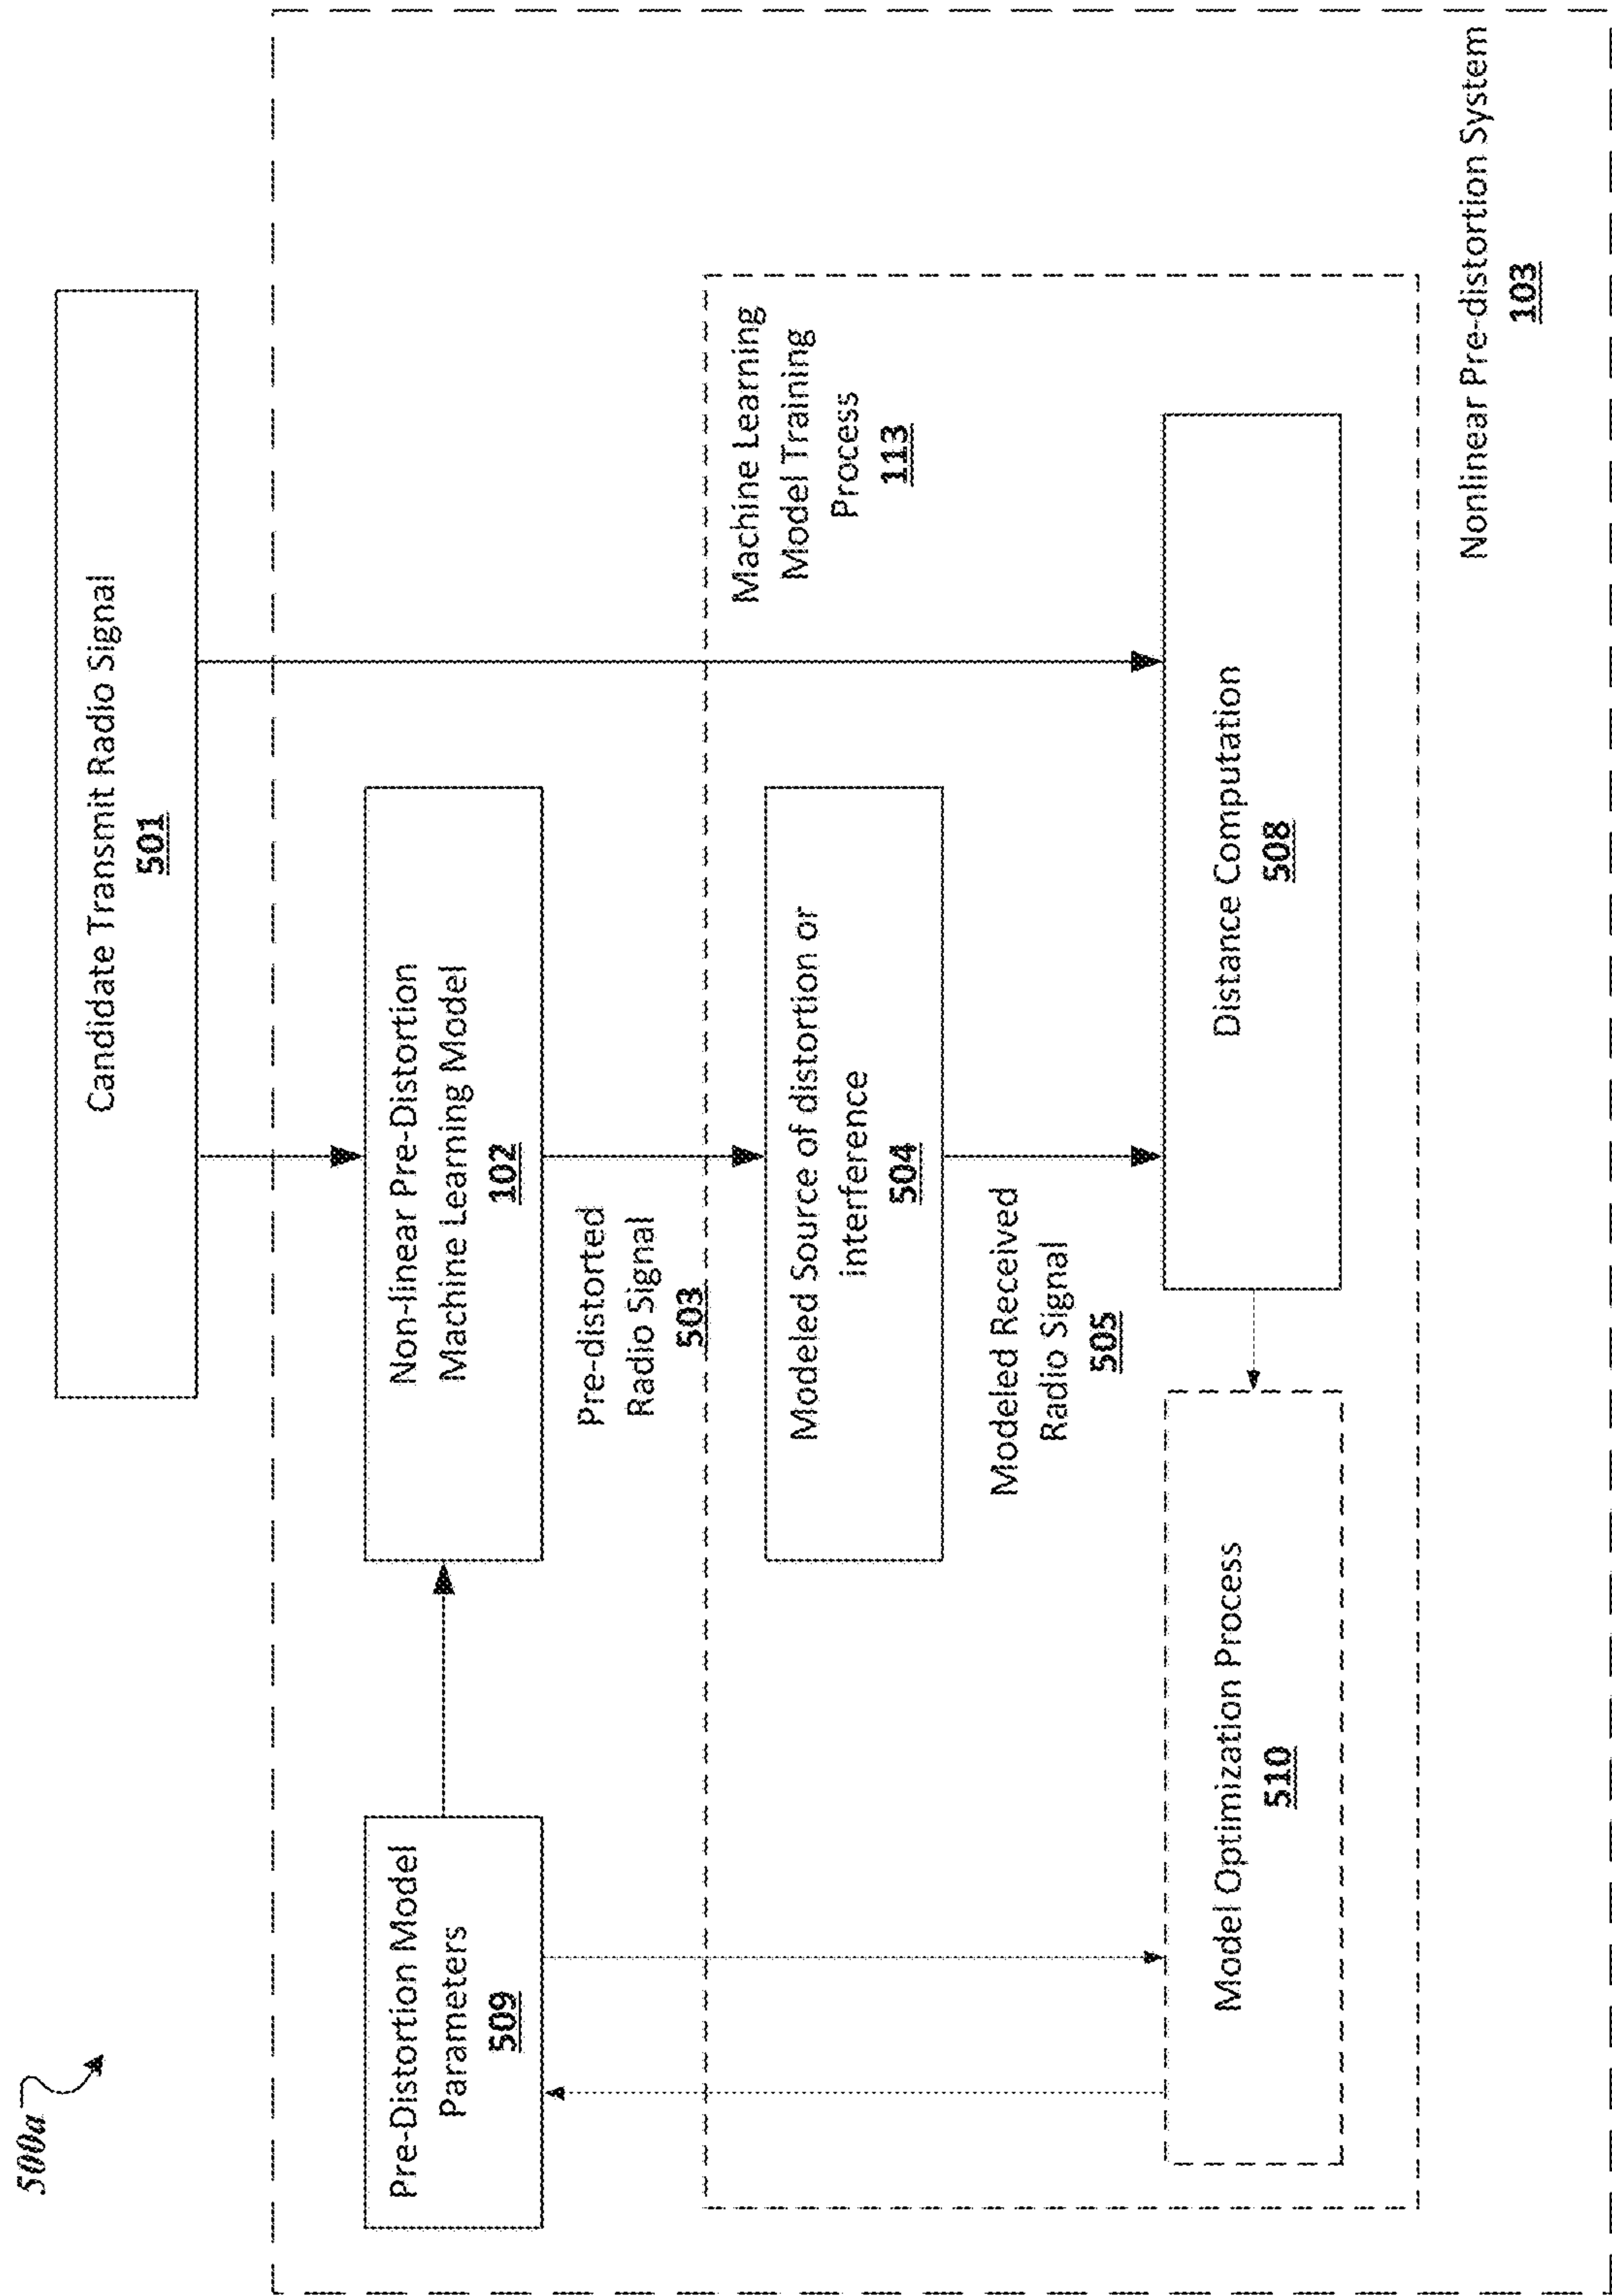 500a
Candidate Transmit Radio Signal
501
Pre-Distortion Model
Parameters
509
Non-linear Pre-Distortion
Machine Learning Model
102
Pre-distorted
Radio Signal
503
Machine Learning
Model Training
Process
113
Modeled Source of distortion or
interference
504
Modeled Received
Radio Signal
505
Model Optimization Process
510
Distance Computation
508
Nonlinear Pre-distortion System
103